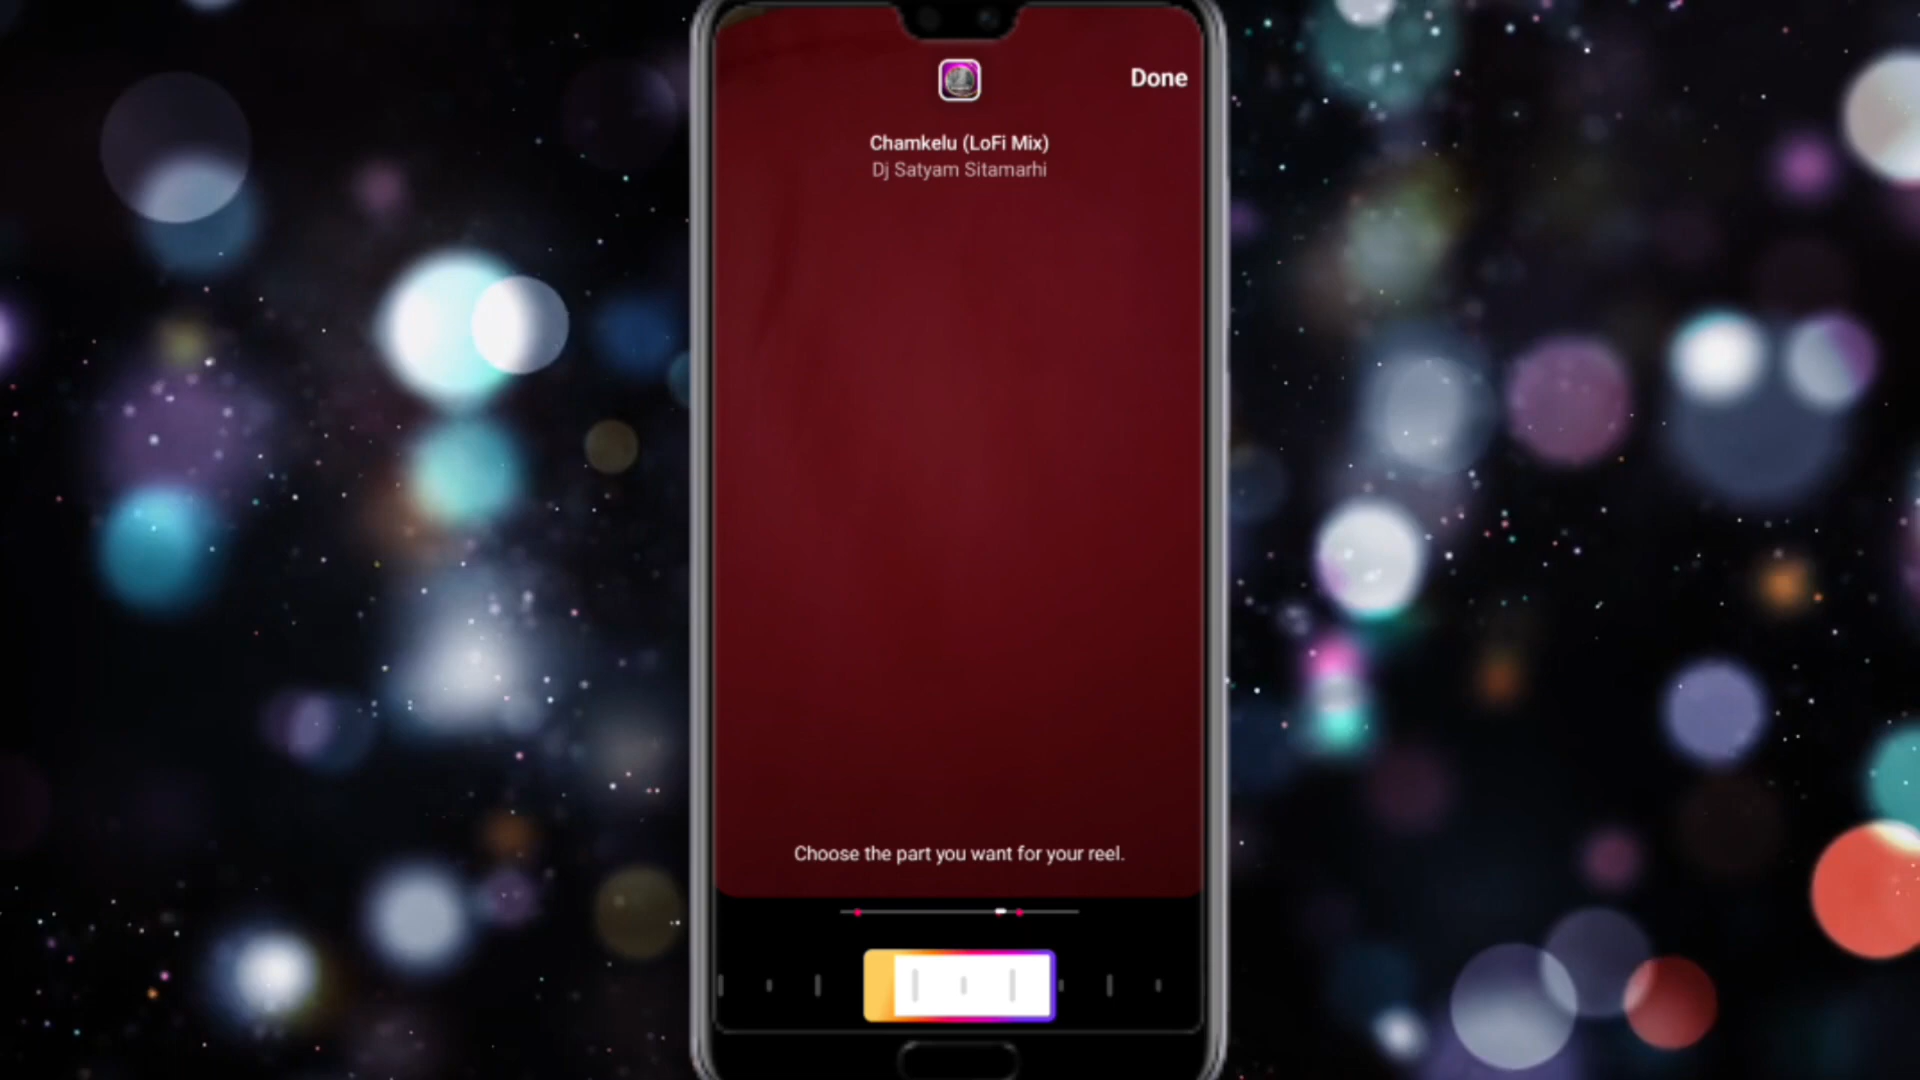 Done
Chamkelu (LoFi Mix)
Dj Satyam Sitamarhi
Choose the part you want for your reel.